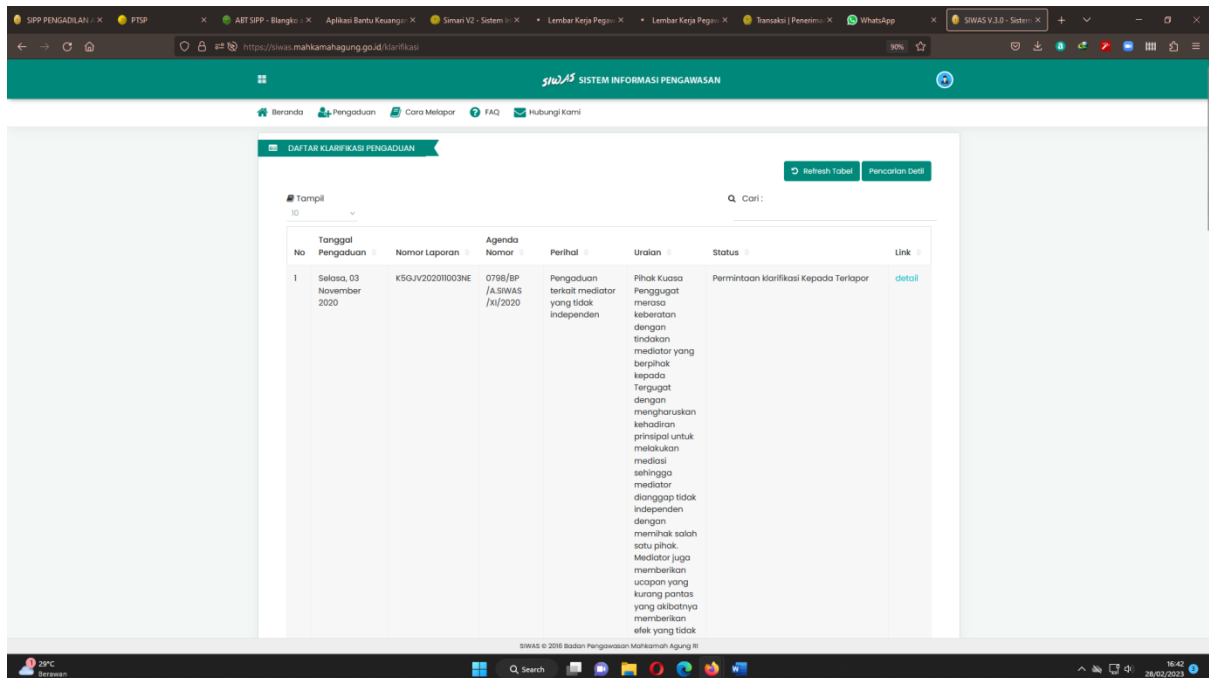 SIPP PENGADILAN A
PTSP
ABT SIPP - Blangko
Aplikasi Bantu Keuangan
Simari V2 - Sistem In
Lembar Kerja Pegaw
Lembar Kerja Pegaw
Transaksi | Penerima
WhatsApp
SIWAS V.3.0 - Sistem
https://siwas.mahkamahagung.go.id/klarifikasi
90%
SIWAS SISTEM INFORMASI PENGAWASAN
Beranda Pengaduan Cara Melapor FAQ Hubungi Kami
DAFTAR KLARIFIKASI PENGADUAN
Refresh Tabel Pencarian Detil
Tampil
10
Cari :
No Tanggal Pengaduan Nomor Laporan Agenda Nomor Perihal Uraian Status Link
1
Selasa, 03
November
2020
K5GJV202011003NE
0798/BP
/A.SIWAS
/XI/2020
Pengaduan
terkait mediator
yang tidak
independen
Pihak Kuasa
Penggugat
merasa
keberatan
dengan
tindakan
mediator yang
berpihak
kepada
Tergugat
dengan
mengharuskan
kehadiran
prinsipal untuk
melakukan
mediasi
sehingga
mediator
dianggap tidak
independen
dengan
memihak salah
satu pihak.
Mediator juga
memberikan
ucapan yang
kurang pantas
yang akibatnya
memberikan
efek yang tidak
Permintaan klarifikasi Kepada Terlapor
detail
SIWAS © 2016 Badan Pengawasan Mahkamah Agung RI
1
29°C
Berawan
Search
16:42
28/02/2023
3